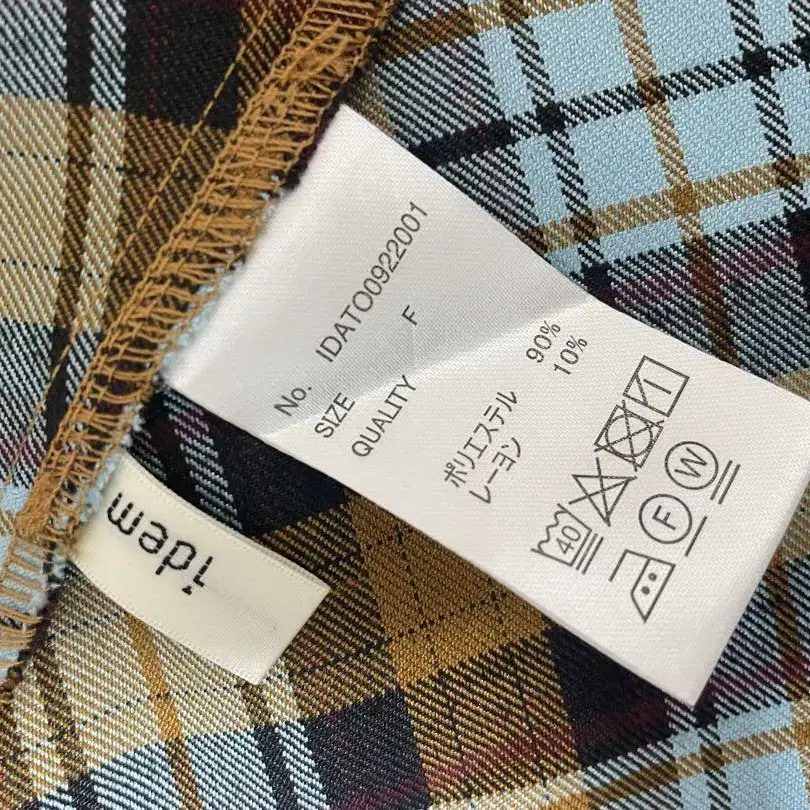 No. IDATO0922001
SIZE F
QUALITY
ポリエステル 90%
レーヨン 10%
40
F
W
idem